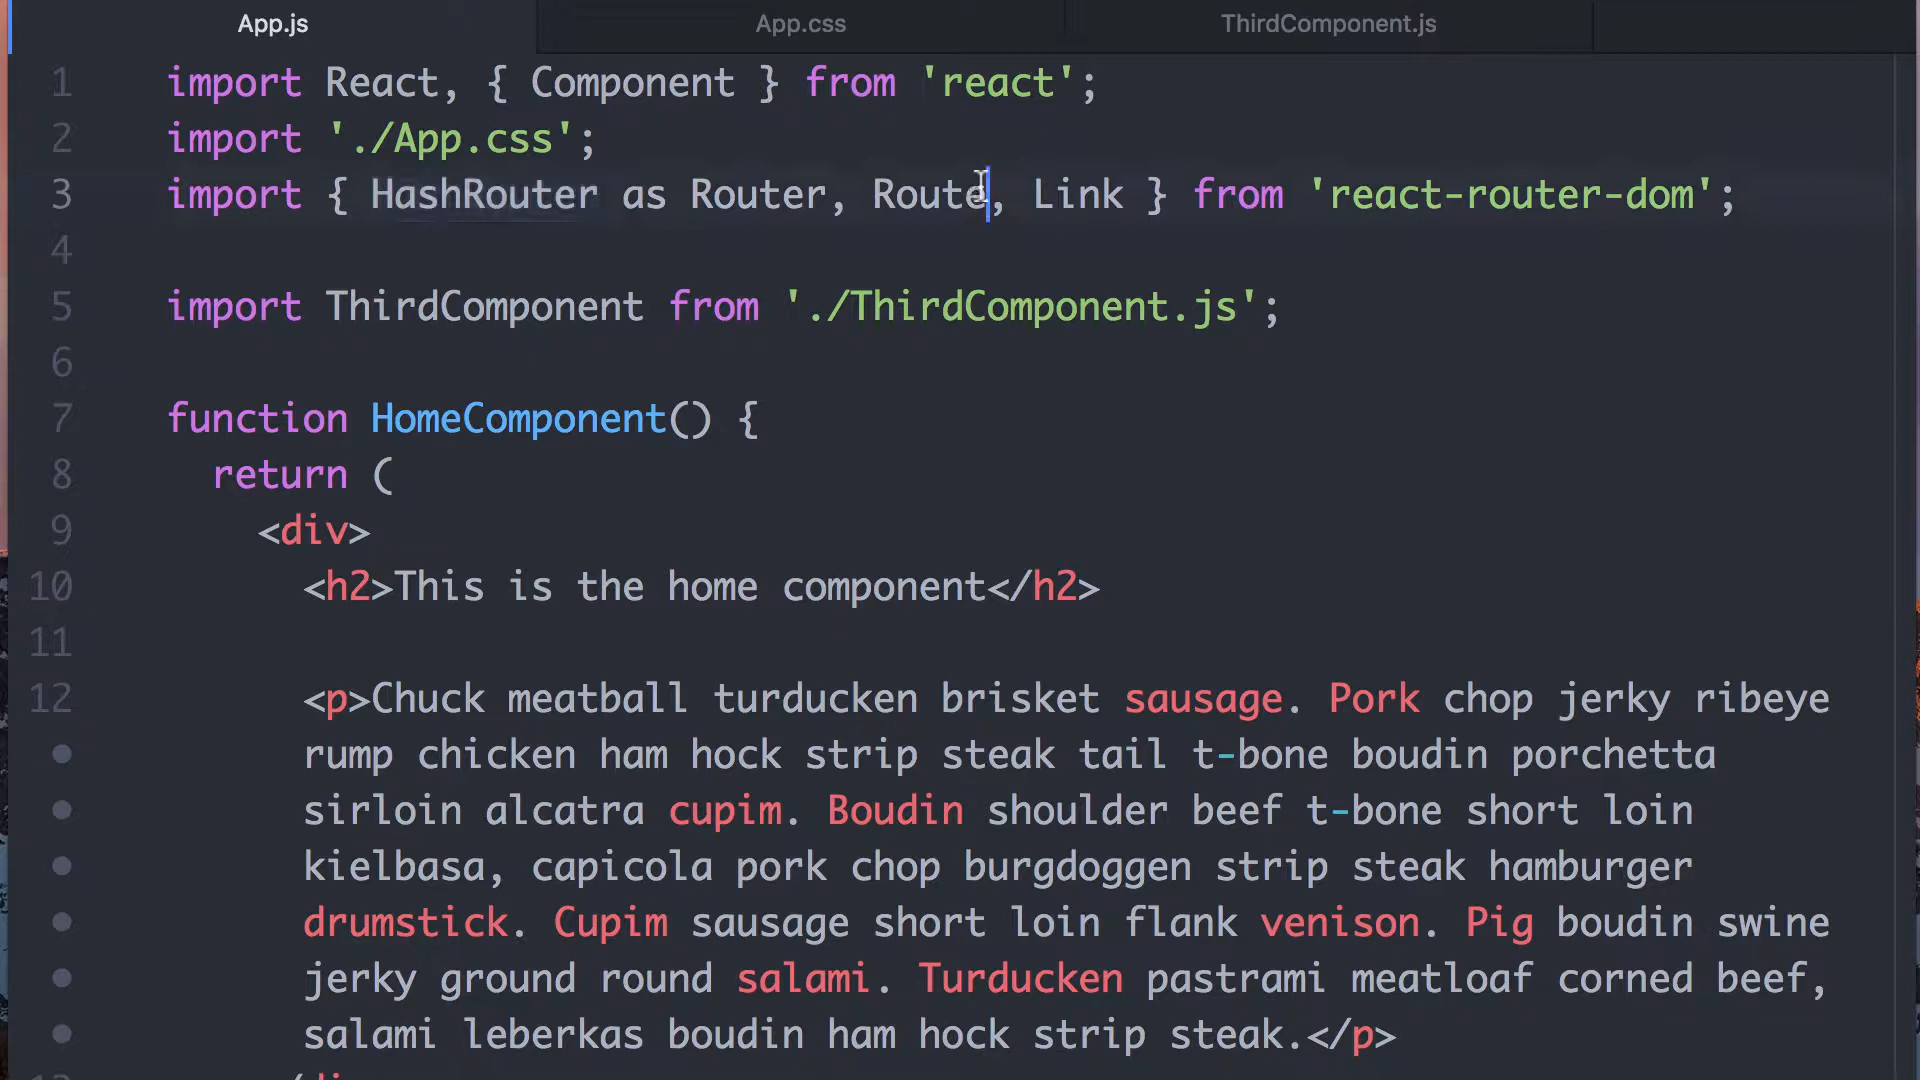 App.js App.css ThirdComponent.js
1 import React, { Component } from 'react';
2 import './App.css';
3 import { HashRouter as Router, Route, Link } from 'react-router-dom';
4
5 import ThirdComponent from './ThirdComponent.js';
6
7 function HomeComponent() {
8 return (
9 <div>
10 <h2>This is the home component</h2>
11
12 <p>Chuck meatball turducken brisket sausage. Pork chop jerky ribeye
rump chicken ham hock strip steak tail t-bone boudin porchetta
sirloin alcatra cupim. Boudin shoulder beef t-bone short loin
kielbasa, capicola pork chop burgdoggen strip steak hamburger
drumstick. Cupim sausage short loin flank venison. Pig boudin swine
jerky ground round salami. Turducken pastrami meatloaf corned beef,
salami leberkas boudin ham hock strip steak.</p>